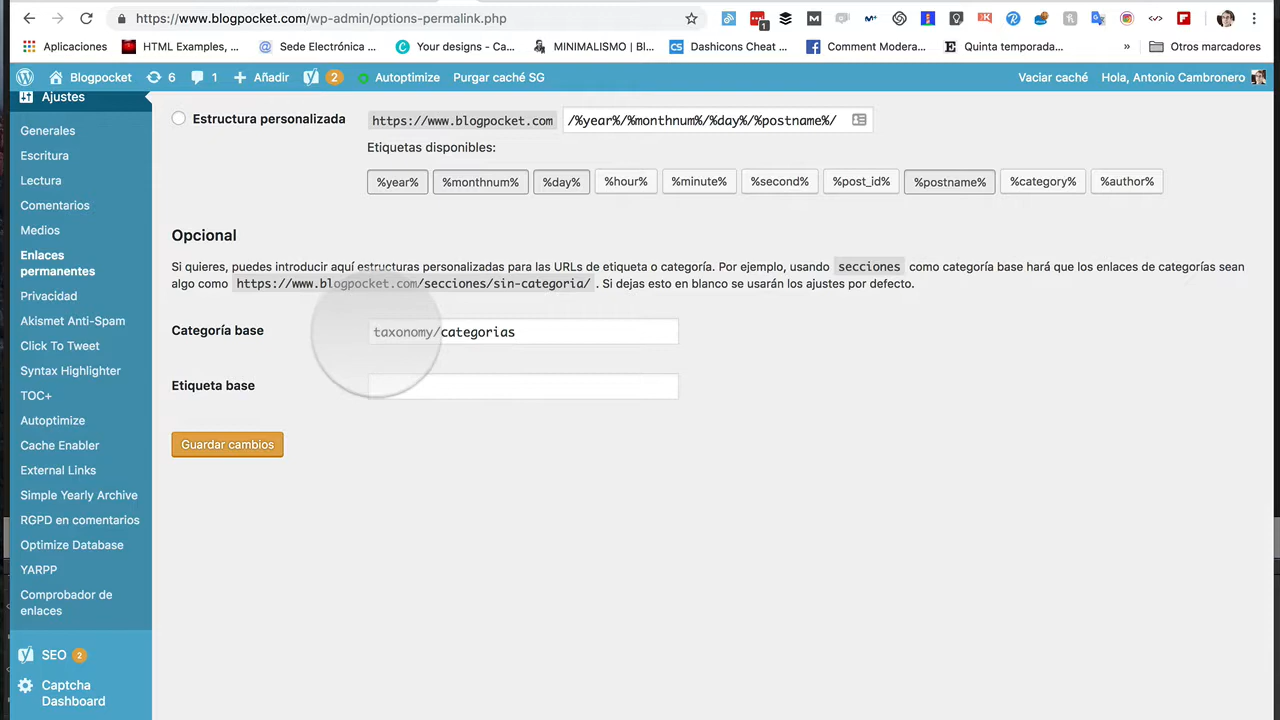 https://www.blogpocket.com/wp-admin/options-permalink.php
1
Aplicaciones
HTML Examples, ...
Sede Electrónica ...
Your designs - Ca...
MINIMALISMO | Bl...
Dashicons Cheat ...
Comment Modera...
Quinta temporada...
»
Otros marcadores
Blogpocket
6
1
Añadir
2
Autoptimize
Purgar caché SG
Vaciar caché
Hola, Antonio Cambronero
Ajustes
Generales
Escritura
Lectura
Comentarios
Medios
Enlaces
permanentes
Privacidad
Akismet Anti-Spam
Click To Tweet
Syntax Highlighter
TOC+
Autoptimize
Cache Enabler
External Links
Simple Yearly Archive
RGPD en comentarios
Optimize Database
YARPP
Comprobador de
enlaces
SEO 2
Captcha
Dashboard
Estructura personalizada
https://www.blogpocket.com
/%year%/%monthnum%/%day%/%postname%/
Etiquetas disponibles:
%year% %monthnum% %day% %hour% %minute% %second% %post_id% %postname% %category% %author%
Opcional
Si quieres, puedes introducir aquí estructuras personalizadas para las URLs de etiqueta o categoría. Por ejemplo, usando secciones como categoría base hará que los enlaces de categorías sean
algo como https://www.blogpocket.com/secciones/sin-categoria/ . Si dejas esto en blanco se usarán los ajustes por defecto.
Categoría base
taxonomy/categorias
Etiqueta base
Guardar cambios